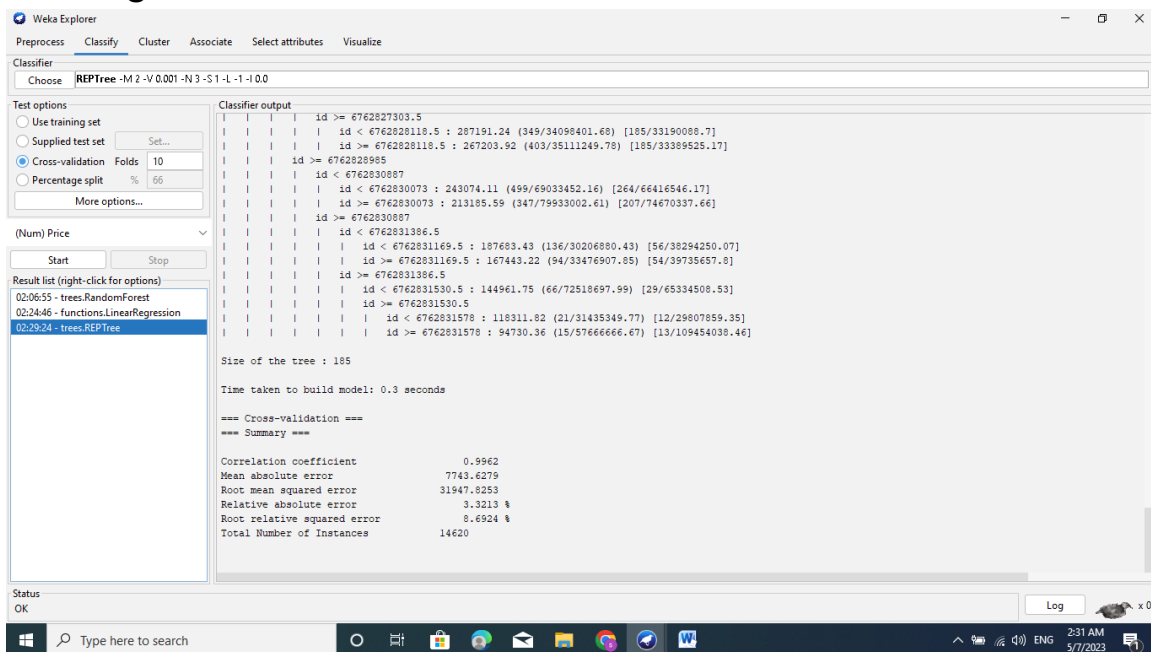 Weka Explorer
Preprocess Classify Cluster Associate Select attributes Visualize
Classifier
Choose REPTree -M 2 -V 0.001 -N 3 -S 1 -L -1 -I 0.0
Test options
Use training set
Supplied test set Set...
Cross-validation Folds 10
Percentage split % 66
More options...
(Num) Price
Start Stop
Result list (right-click for options)
02:06:55 - trees.RandomForest
02:24:46 - functions.LinearRegression
02:29:24 - trees.REPTree
Classifier output
| | | | id >= 6762827303.5
| | | | | id < 6762828118.5 : 287191.24 (349/34098401.68) [185/33190088.7]
| | | | | id >= 6762828118.5 : 267203.92 (403/35111249.78) [185/33389525.17]
| | | id >= 6762828985
| | | | id < 6762830887
| | | | | id < 6762830073 : 243074.11 (499/69033452.16) [264/66416546.17]
| | | | | id >= 6762830073 : 213185.59 (347/79933002.61) [207/74670337.66]
| | | | id >= 6762830887
| | | | | id < 6762831386.5
| | | | | | id < 6762831169.5 : 187683.43 (136/30206880.43) [56/38294250.07]
| | | | | | id >= 6762831169.5 : 167443.22 (94/33476907.85) [54/39735657.8]
| | | | | id >= 6762831386.5
| | | | | | id < 6762831530.5 : 144961.75 (66/72518697.99) [29/65334508.53]
| | | | | | id >= 6762831530.5
| | | | | | | id < 6762831578 : 118311.82 (21/31435349.77) [12/29807859.35]
| | | | | | | id >= 6762831578 : 94730.36 (15/57666666.67) [13/109454038.46]
Size of the tree : 185
Time taken to build model: 0.3 seconds
=== Cross-validation ===
=== Summary ===
Correlation coefficient 0.9962
Mean absolute error 7743.6279
Root mean squared error 31947.8253
Relative absolute error 3.3213 %
Root relative squared error 8.6924 %
Total Number of Instances 14620
Status
OK
Log
x 0
Type here to search
ENG
2:31 AM
5/7/2023